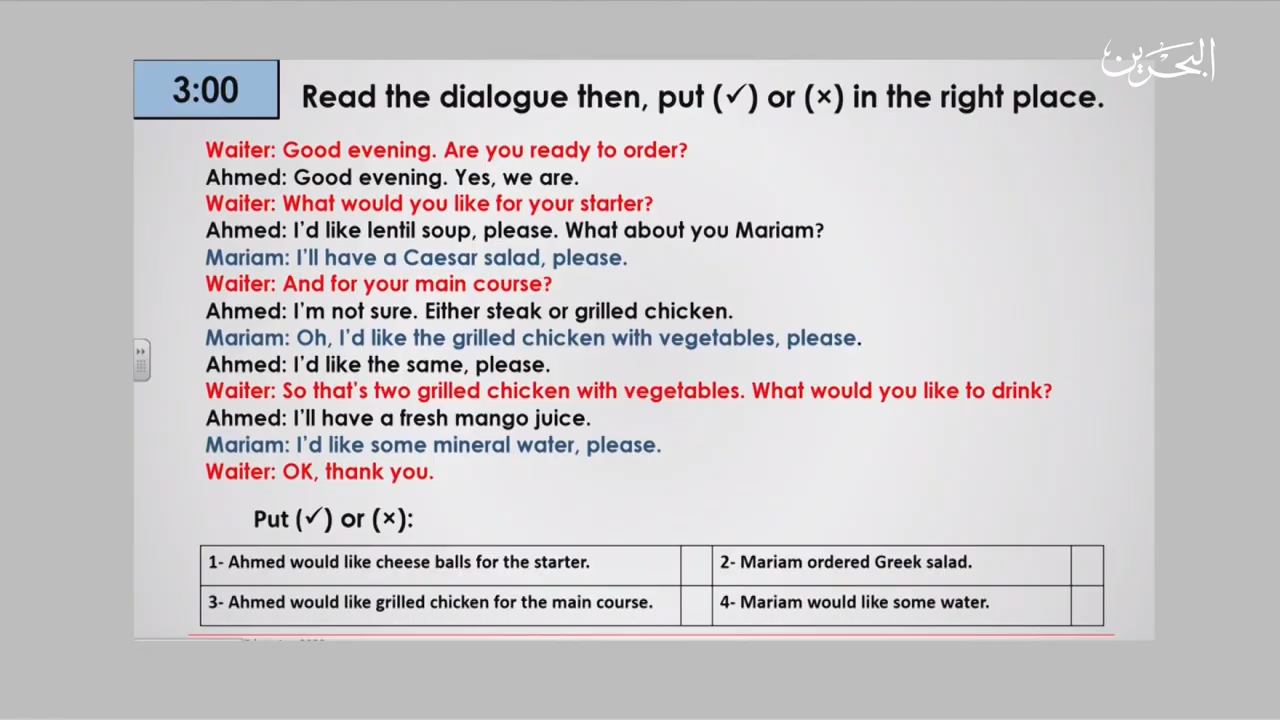 البحرين
3:00
Read the dialogue then, put (✓) or (×) in the right place.
Waiter: Good evening. Are you ready to order?
Ahmed: Good evening. Yes, we are.
Waiter: What would you like for your starter?
Ahmed: I'd like lentil soup, please. What about you Mariam?
Mariam: I'll have a Caesar salad, please.
Waiter: And for your main course?
Ahmed: I'm not sure. Either steak or grilled chicken.
Mariam: Oh, I'd like the grilled chicken with vegetables, please.
Ahmed: I'd like the same, please.
Waiter: So that's two grilled chicken with vegetables. What would you like to drink?
Ahmed: I'll have a fresh mango juice.
Mariam: I'd like some mineral water, please.
Waiter: OK, thank you.
Put (✓) or (×):
1- Ahmed would like cheese balls for the starter.
2- Mariam ordered Greek salad.
3- Ahmed would like grilled chicken for the main course.
4- Mariam would like some water.